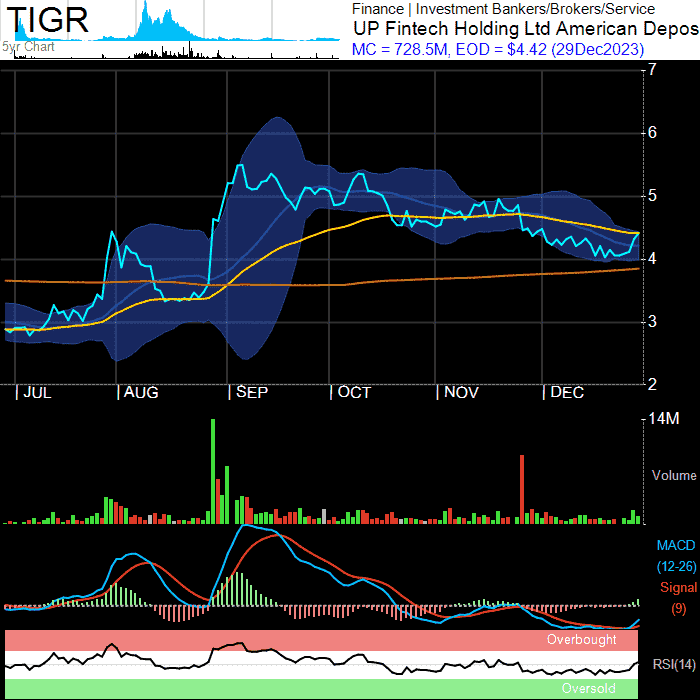 TIGR
5yr Chart
Finance | Investment Bankers/Brokers/Service
UP Fintech Holding Ltd American Depos
MC = 728.5M, EOD = $4.42 (29Dec2023)
7
6
5
4
3
2
JUL
AUG
SEP
OCT
NOV
DEC
14M
Volume
MACD
(12-26)
Signal
(9)
Overbought
RSI(14)
Oversold